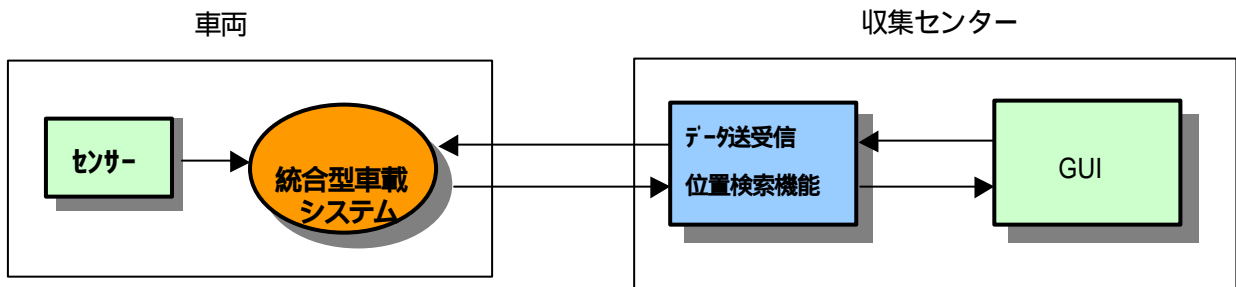 車両
収集センター
ｾﾝｻｰ
統合型車載
システム
ﾃﾞｰﾀ送受信
位置検索機能
GUI